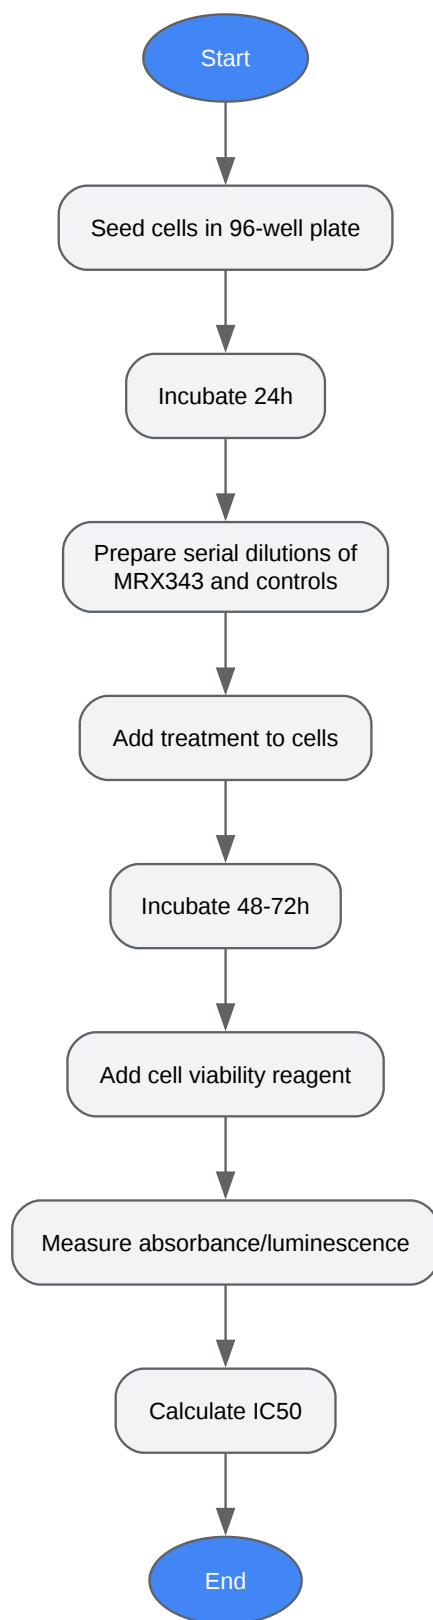 Start
Seed cells in 96-well plate
Incubate 24h
Prepare serial dilutions of
MRX343 and controls
Add treatment to cells
Incubate 48-72h
Add cell viability reagent
Measure absorbance/luminescence
Calculate IC50
End